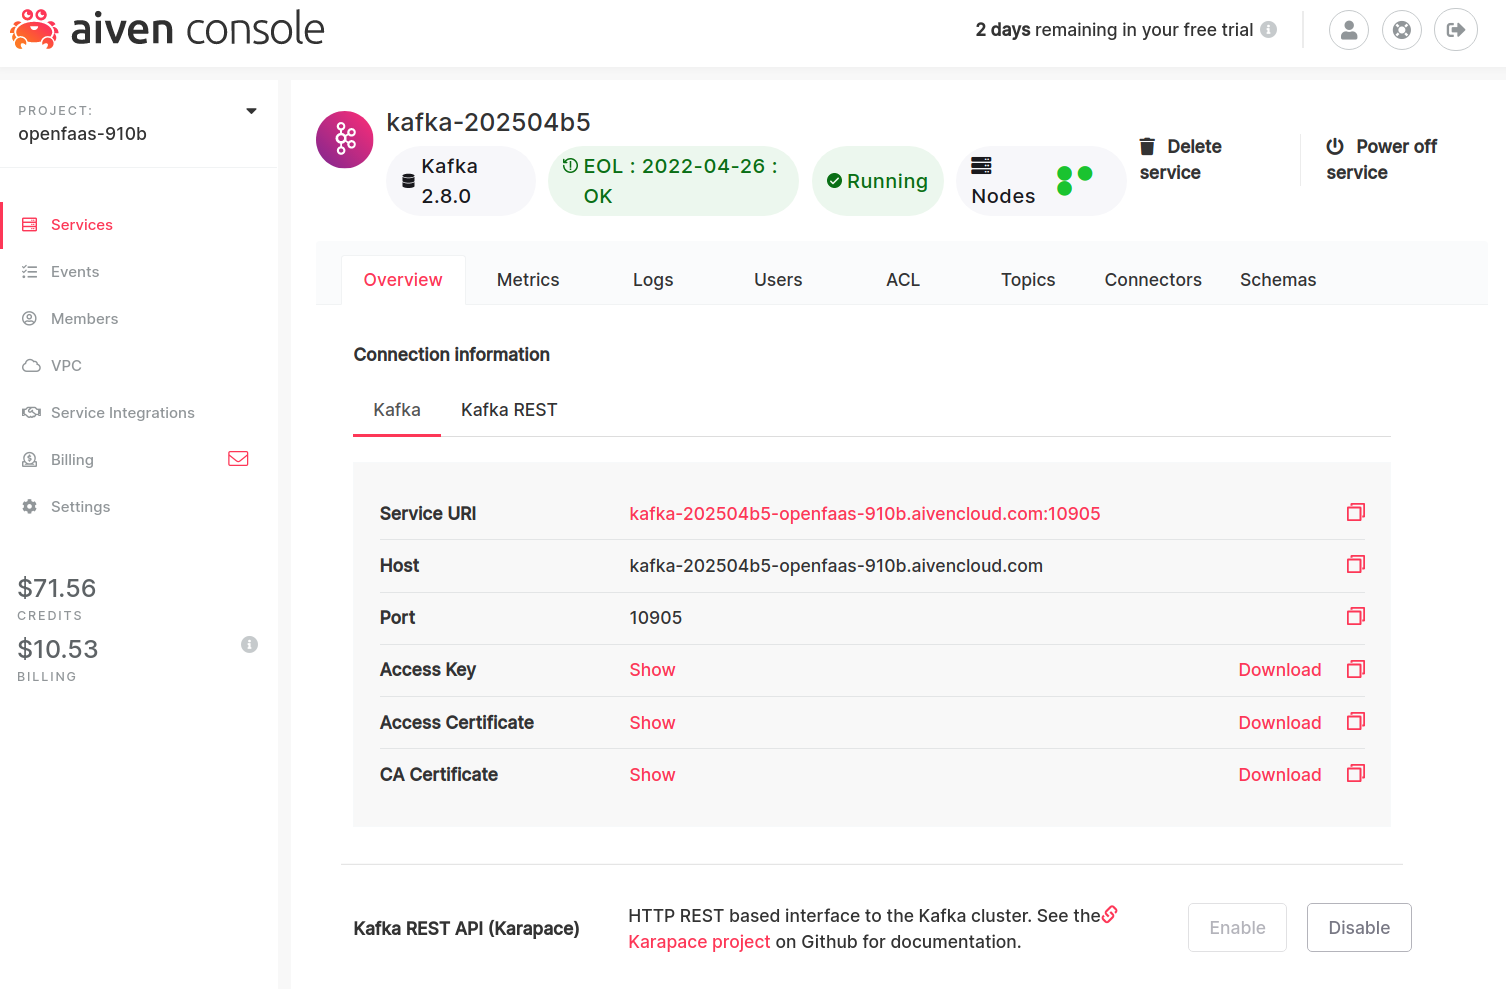 aiven console
2 days remaining in your free trial
PROJECT:
openfaas-910b
Services
Events
Members
VPC
Service Integrations
Billing
Settings
$71.56
CREDITS
$10.53
BILLING
kafka-202504b5
Kafka
2.8.0
EOL : 2022-04-26 :
OK
Running
Nodes
Delete
service
Power off
service
Overview Metrics Logs Users ACL Topics Connectors Schemas
Connection information
Kafka Kafka REST
Service URI kafka-202504b5-openfaas-910b.aivencloud.com:10905
Host kafka-202504b5-openfaas-910b.aivencloud.com
Port 10905
Access Key Show Download
Access Certificate Show Download
CA Certificate Show Download
Kafka REST API (Karapace)
HTTP REST based interface to the Kafka cluster. See the
Karapace project on Github for documentation.
Enable Disable